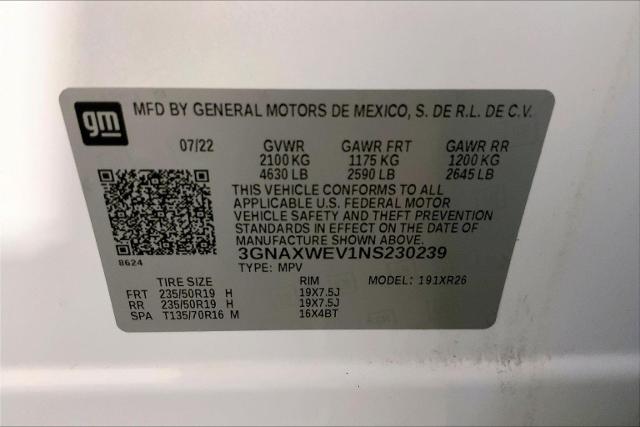 gm
MFD BY GENERAL MOTORS DE MEXICO, S. DE R.L. DE C.V.
07/22 GVWR GAWR FRT GAWR RR
2100 KG 1175 KG 1200 KG
4630 LB 2590 LB 2645 LB
THIS VEHICLE CONFORMS TO ALL
APPLICABLE U.S. FEDERAL MOTOR
VEHICLE SAFETY AND THEFT PREVENTION
STANDARDS IN EFFECT ON DATE OF
MANUFACTURE SHOWN ABOVE.
8624 3GNAXWEV1NS230239
TYPE: MPV MODEL: 191XR26
TIRE SIZE RIM
FRT 235/50R19 H 19X7.5J
RR 235/50R19 H 19X7.5J
SPA T135/70R16 M 16X4BT